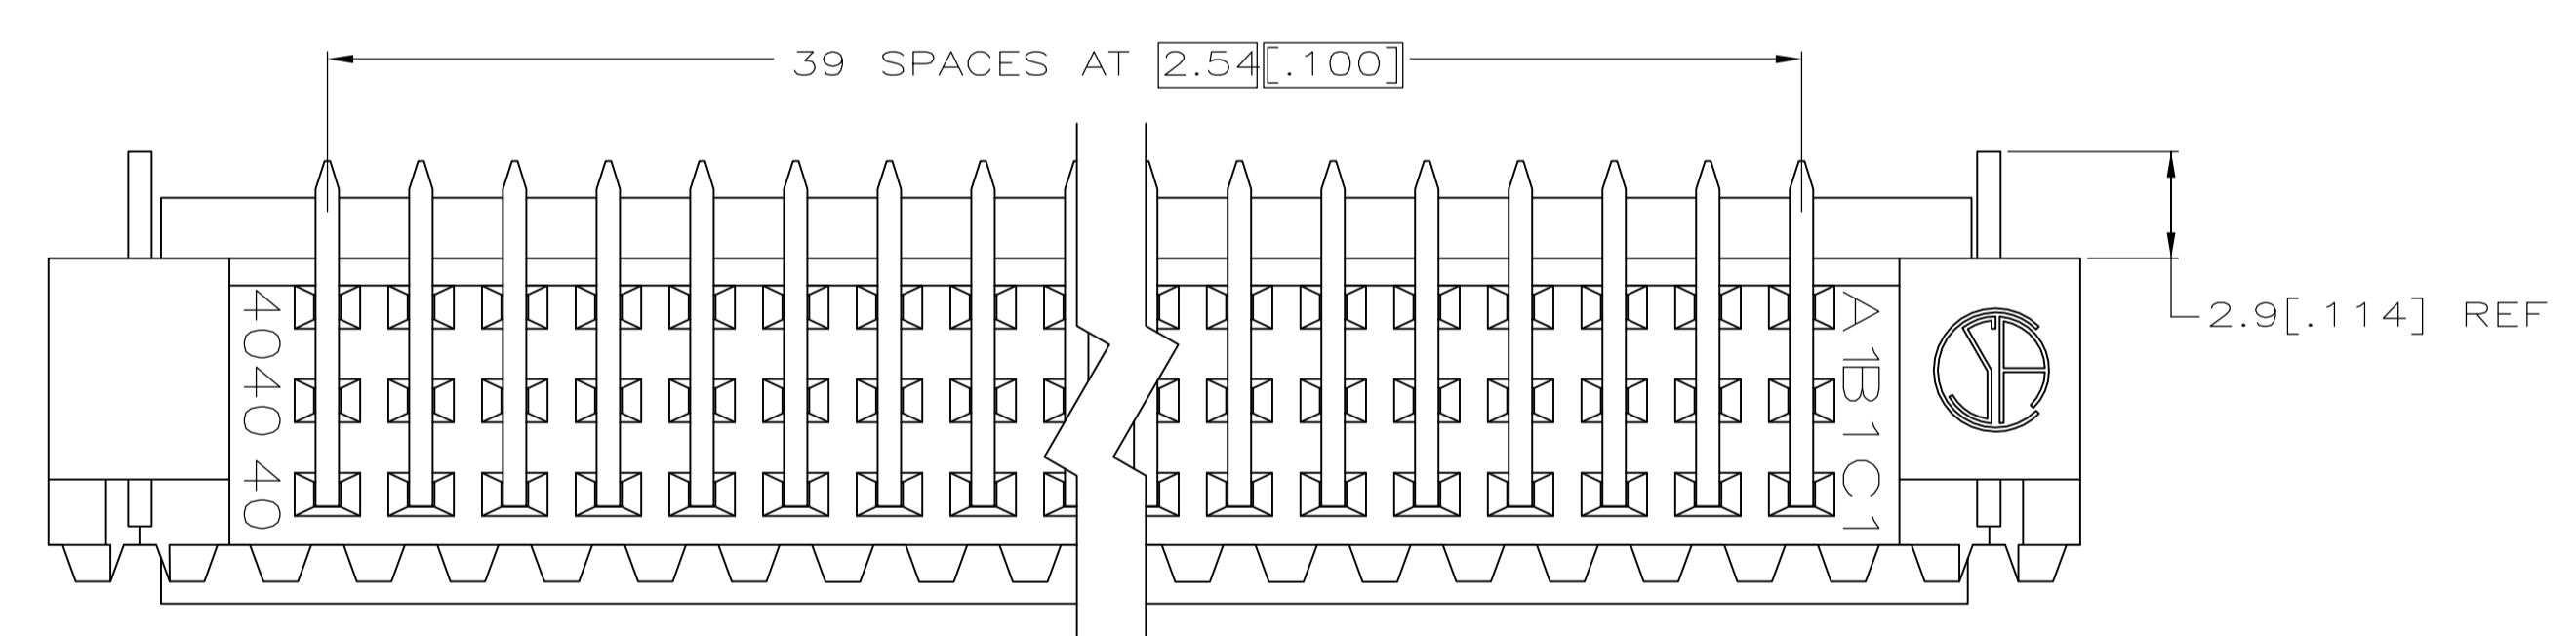 39 SPACES AT 2.54[.100]
2.9[.114] REF
40
40
40
A1
B1
C1